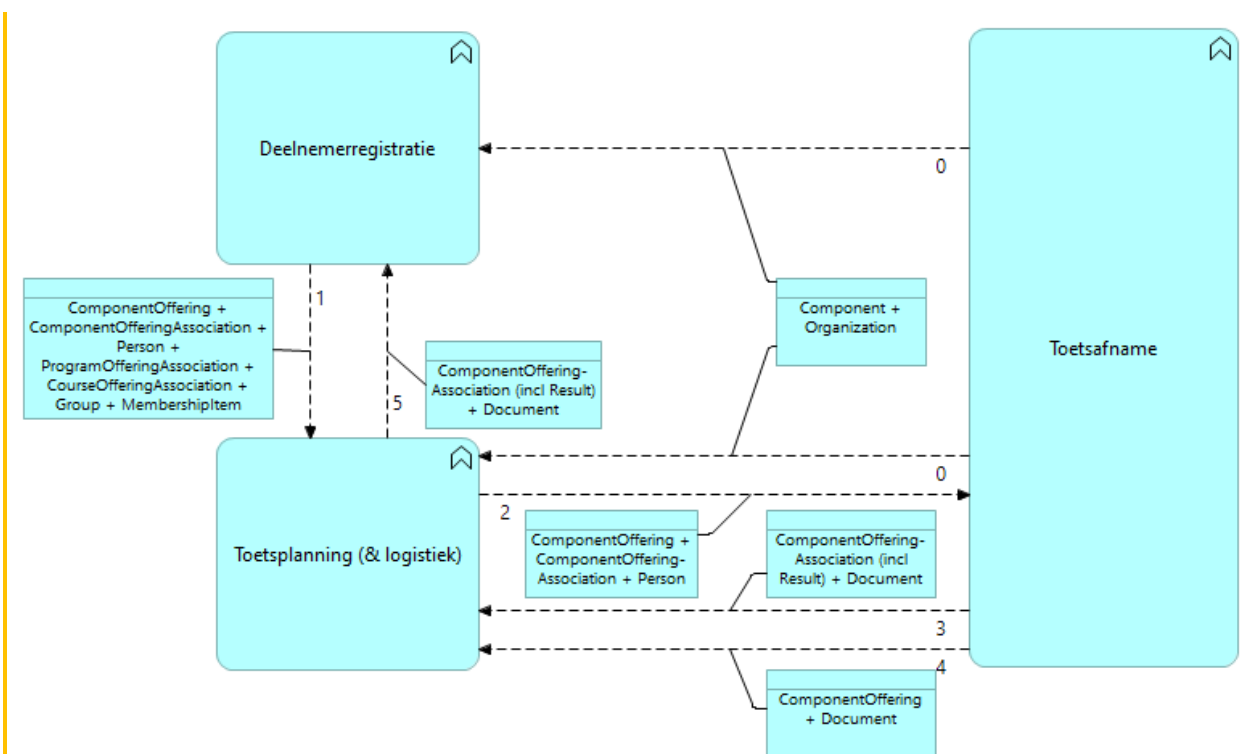 Deelnemerregistratie
0
1
ComponentOffering +
ComponentOfferingAssociation +
Person +
ProgramOfferingAssociation +
CourseOfferingAssociation +
Group + MembershipItem
Component +
Organization
Toetsafname
ComponentOffering-
Association (incl Result)
+ Document
5
0
2
Toetsplanning (& logistiek)
ComponentOffering +
ComponentOffering-
Association + Person
ComponentOffering-
Association (incl
Result) + Document
3
4
ComponentOffering
+ Document